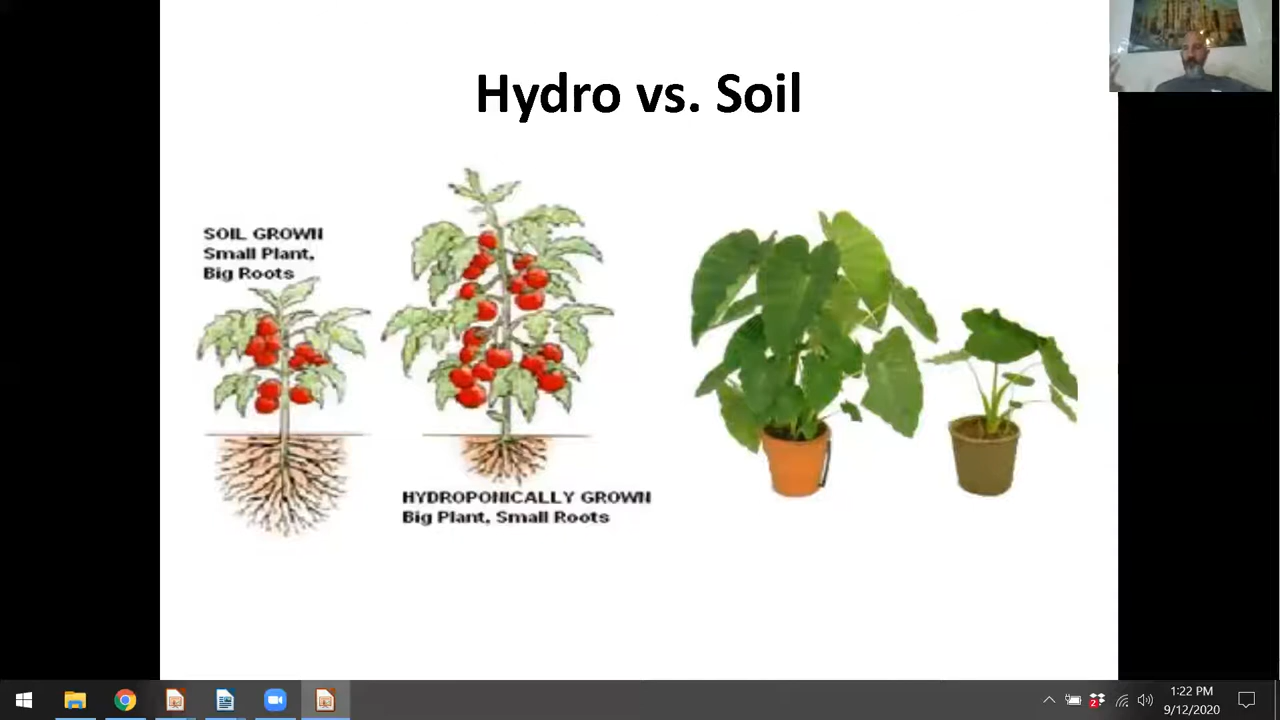 Hydro vs. Soil
SOIL GROWN
Small Plant,
Big Roots
HYDROPONICALLY GROWN
Big Plant, Small Roots
2
1:22 PM
9/12/2020